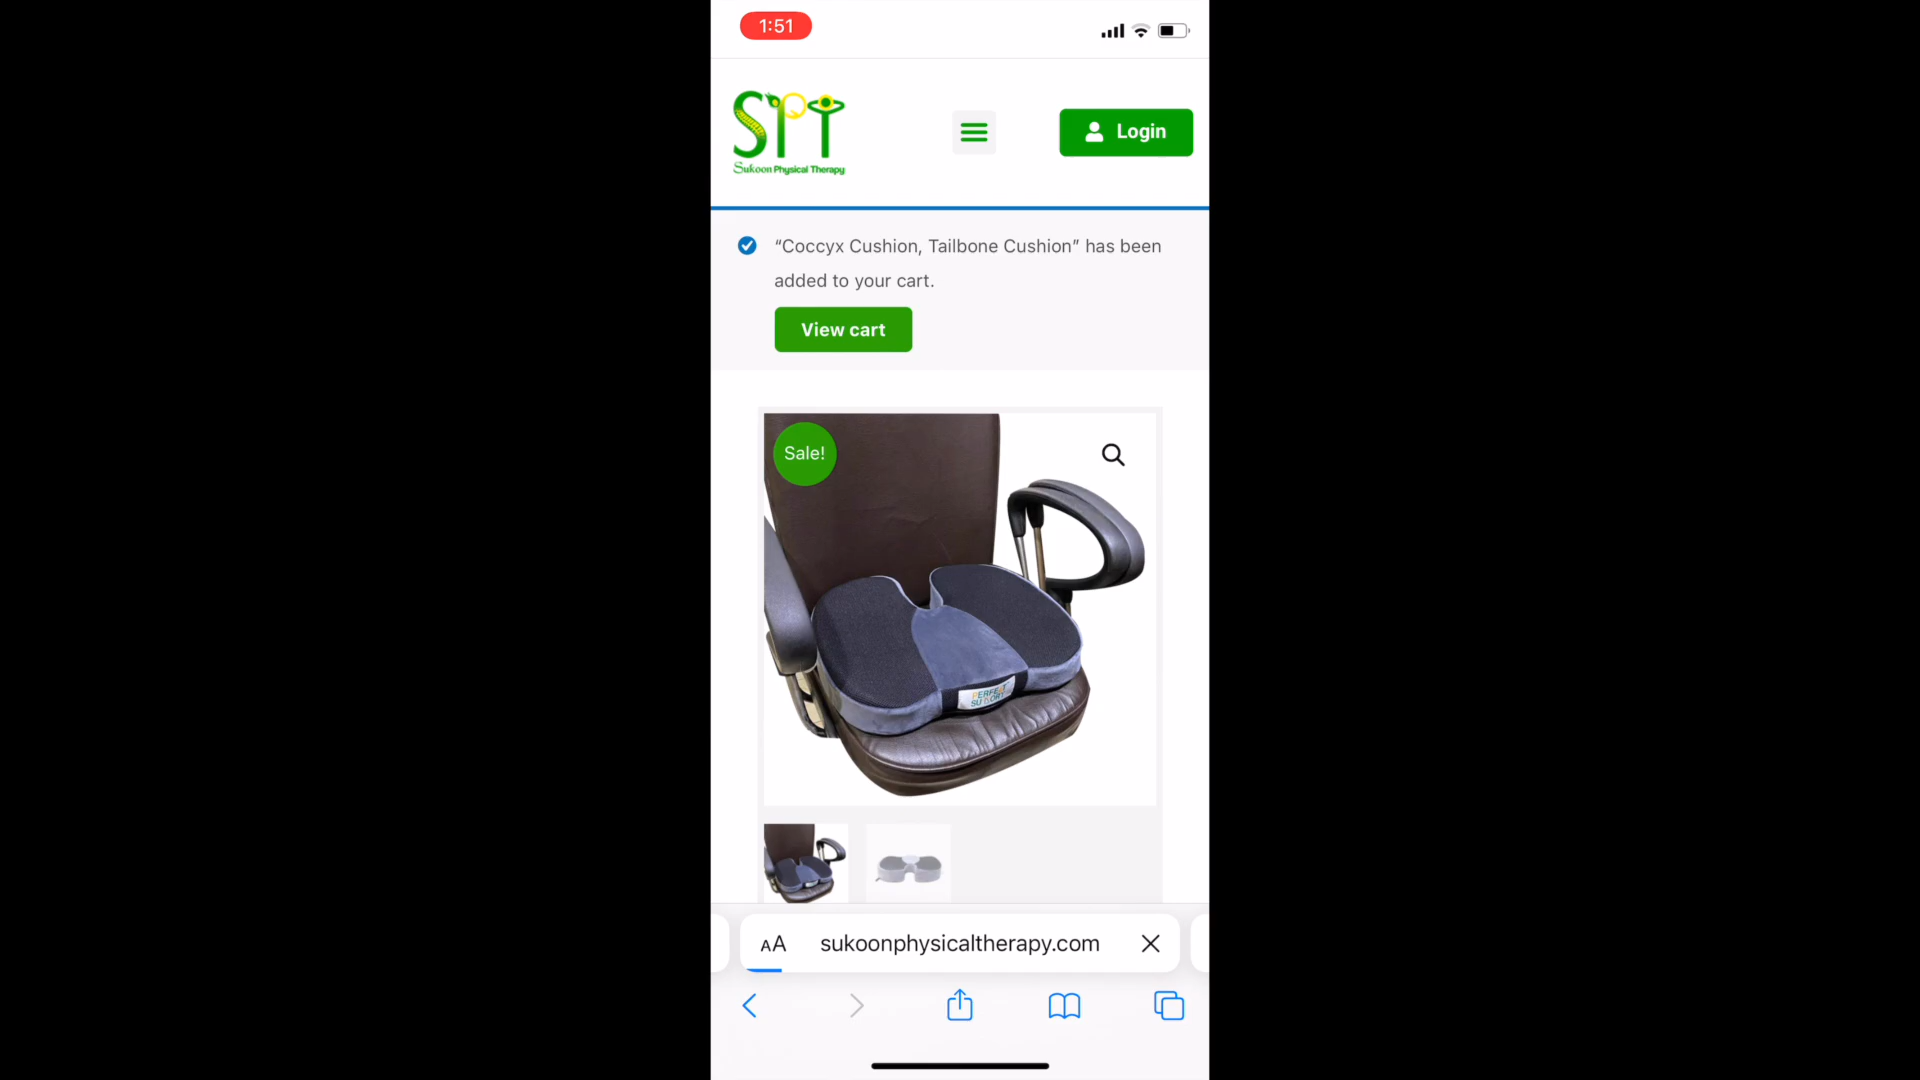 1:51
SPT
Sukoon Physical Therapy
Login
“Coccyx Cushion, Tailbone Cushion” has been
added to your cart.
View cart
Sale!
PERFECT
AA
sukoonphysicaltherapy.com